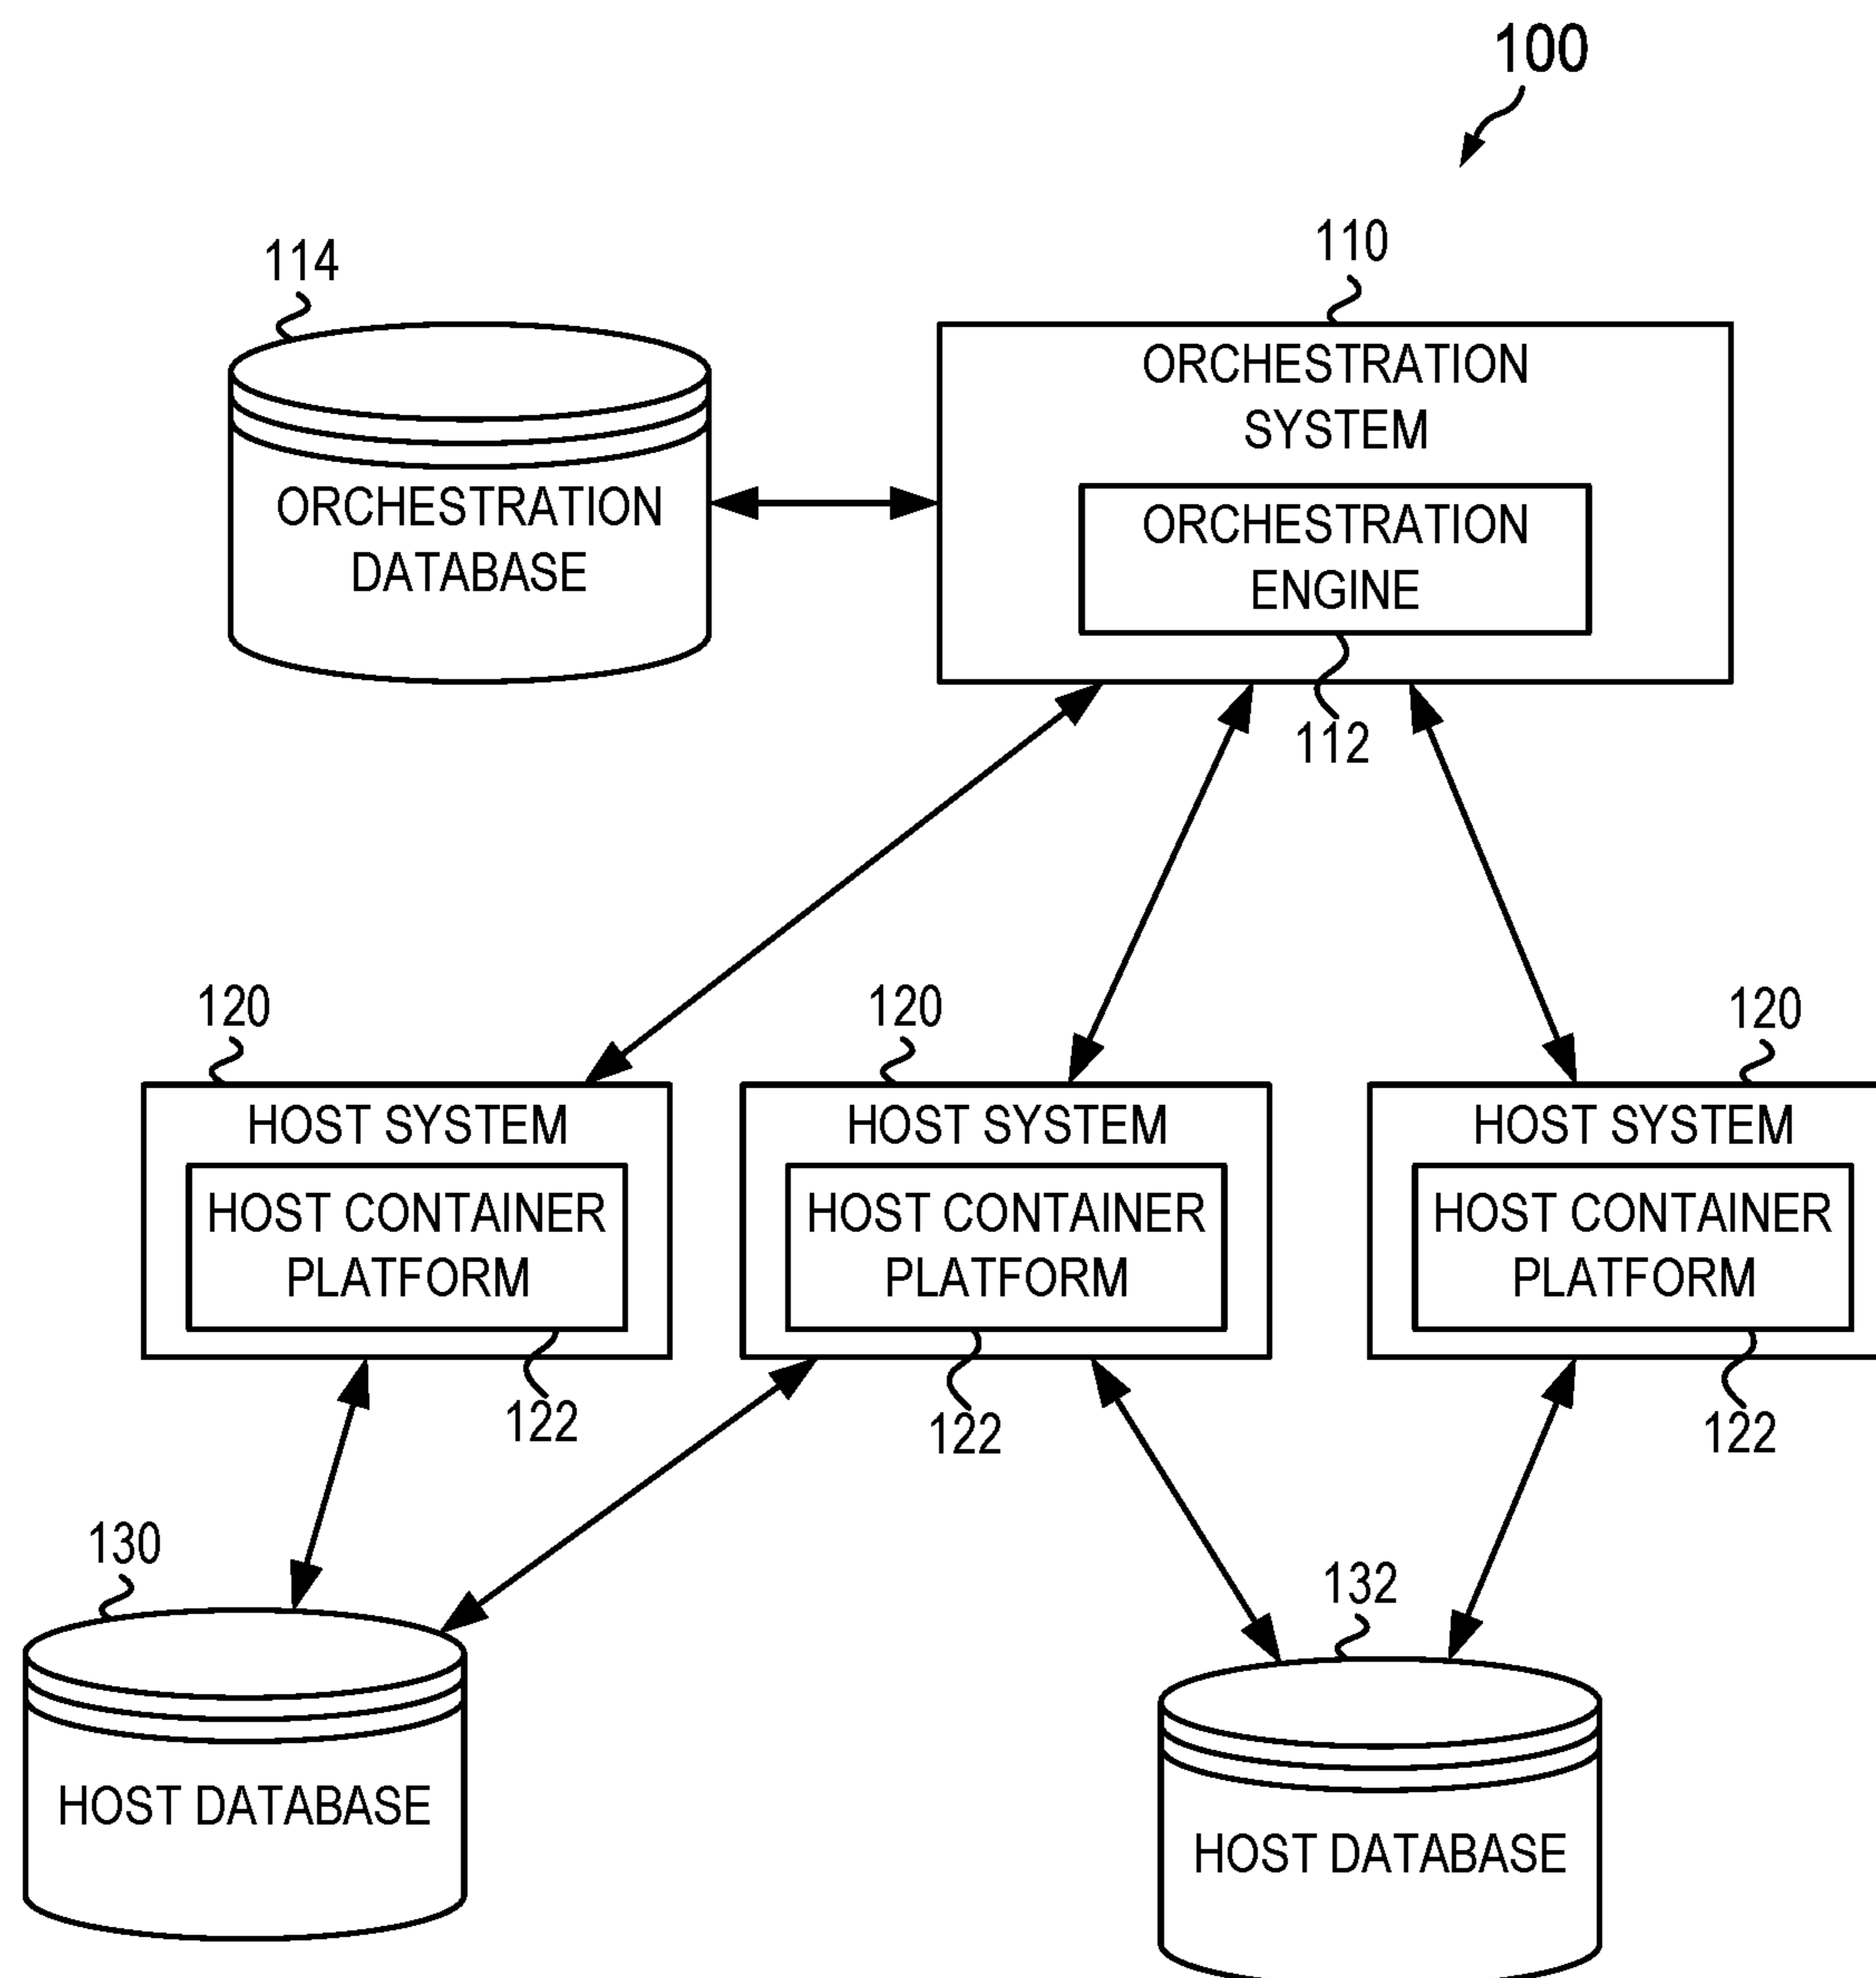 100
114
110
ORCHESTRATION
SYSTEM
ORCHESTRATION
DATABASE
ORCHESTRATION
ENGINE
112
120
120
120
HOST SYSTEM
HOST CONTAINER
PLATFORM
HOST SYSTEM
HOST CONTAINER
PLATFORM
HOST SYSTEM
HOST CONTAINER
PLATFORM
122
122
122
130
132
HOST DATABASE
HOST DATABASE